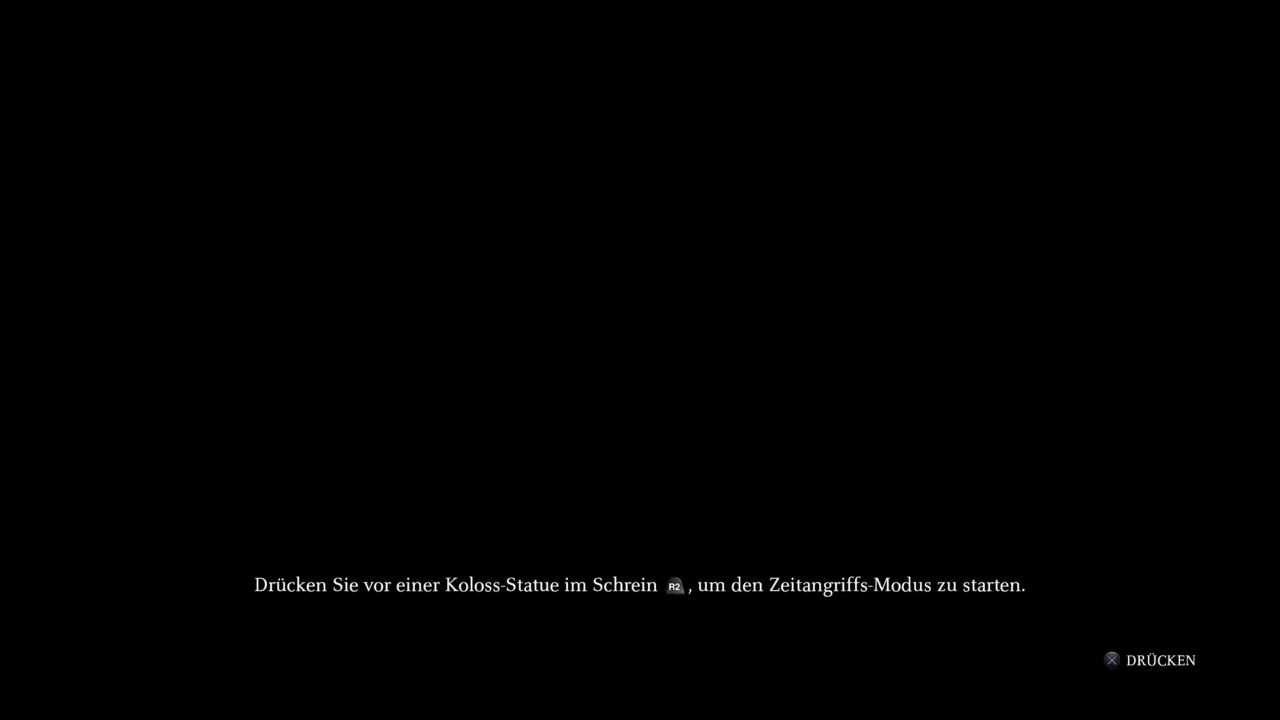 Drücken Sie vor einer Koloss-Statue im Schrein R2, um den Zeitangriffs-Modus zu starten.
DRÜCKEN